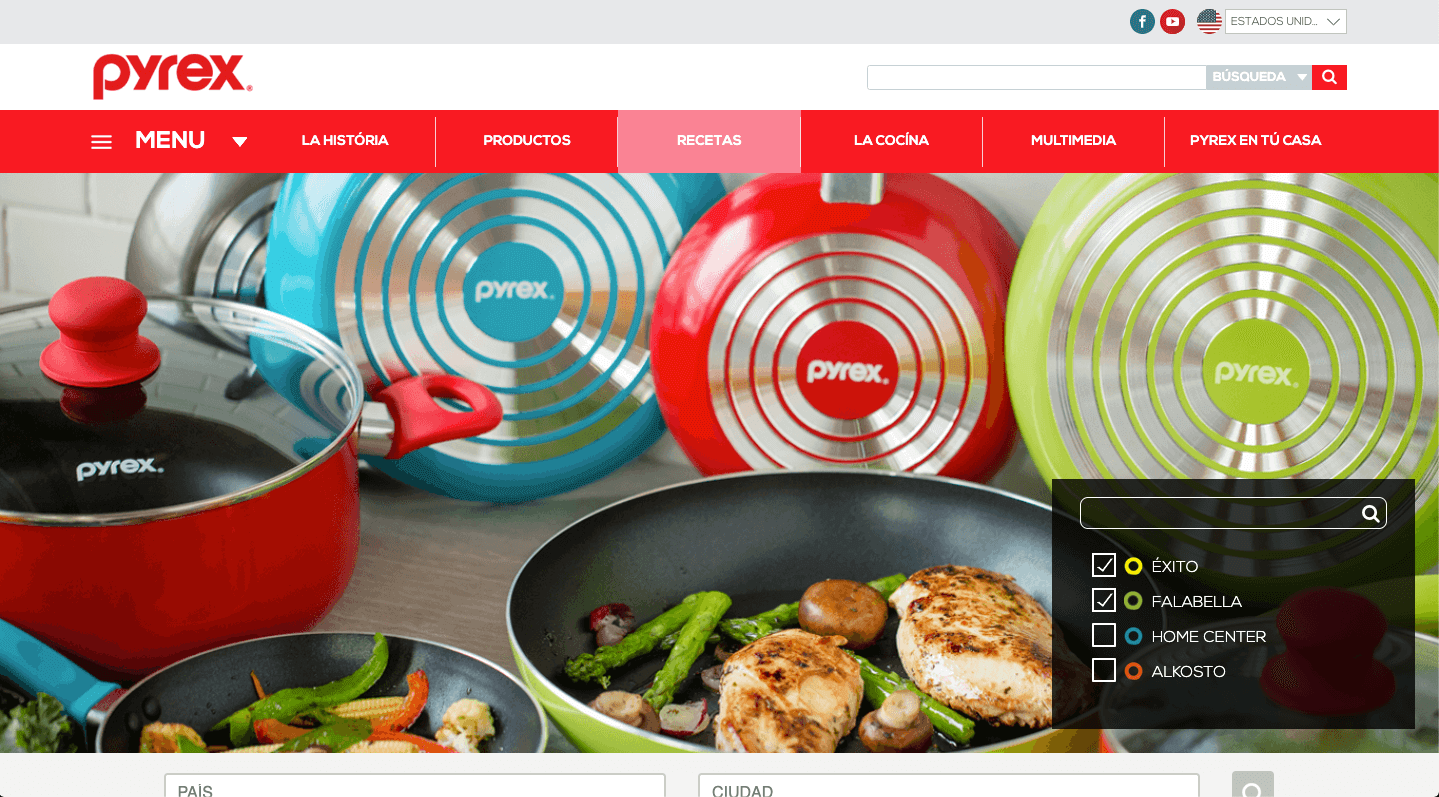 ESTADOS UNID...
pyrex®
BÚSQUEDA
MENU
LA HISTÓRIA
PRODUCTOS
RECETAS
LA COCÍNA
MULTIMEDIA
PYREX EN TÚ CASA
pyrex®
pyrex®
pyrex®
pyrex®
ÉXITO
FALABELLA
HOME CENTER
ALKOSTO
PAÌS
CIUDAD